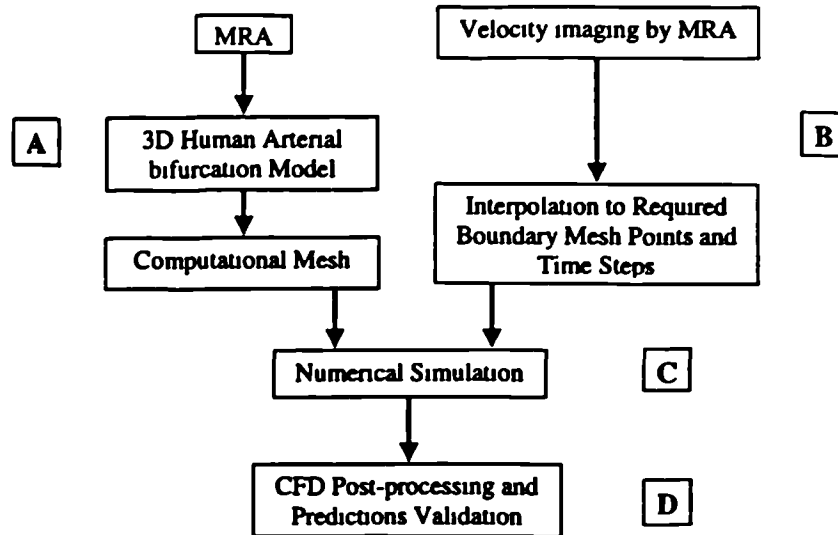 MRA
Velocity imaging by MRA
A
3D Human Arterial
bifurcation Model
B
Interpolation to Required
Boundary Mesh Points and
Time Steps
Computational Mesh
Numerical Simulation
C
CFD Post-processing and
Predictions Validation
D